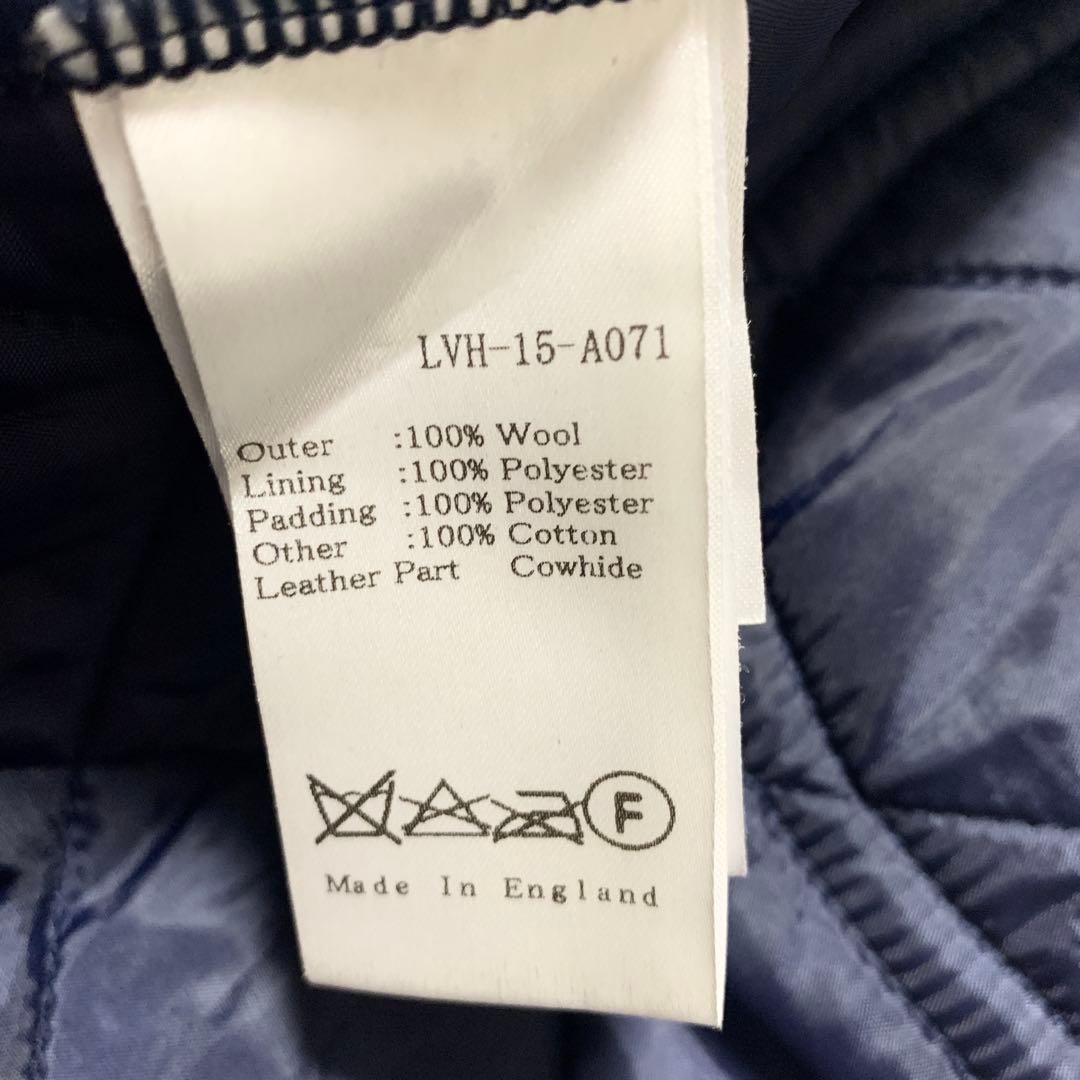 LVH-15-A071
Outer :100% Wool
Lining :100% Polyester
Padding :100% Polyester
Other :100% Cotton
Leather Part Cowhide
F
Made In England